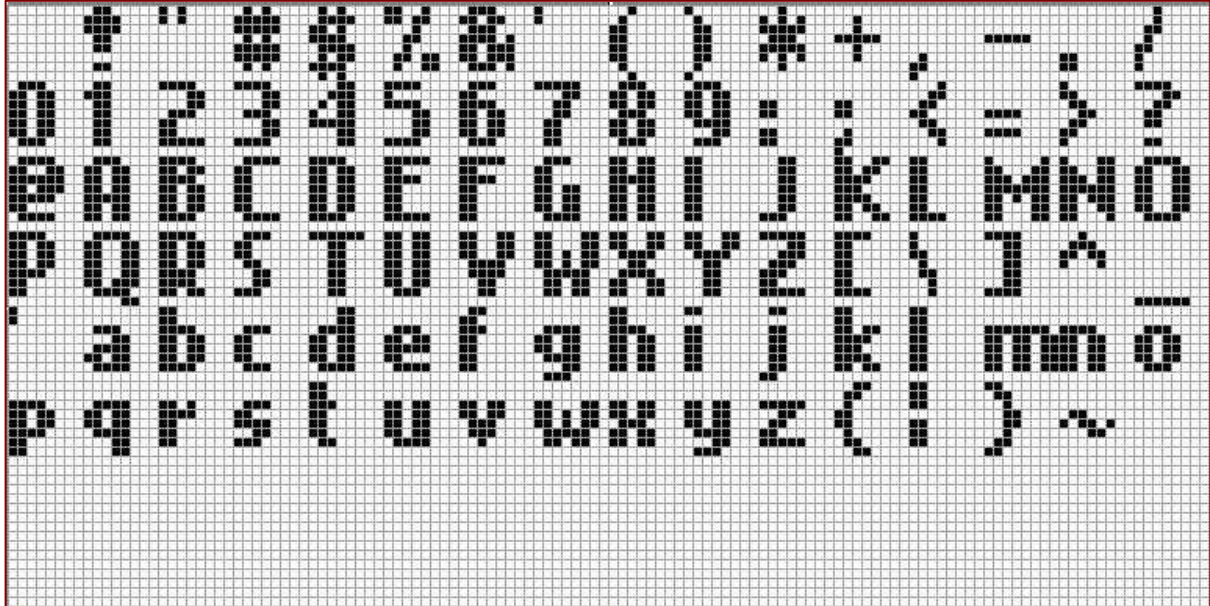 ! " # $ % & ' ( ) * + , - . /
0 1 2 3 4 5 6 7 8 9 : ; < = > ?
@ A B C D E F G H I J K L M N O
P Q R S T U V W X Y Z [ \ ] ^ _
` a b c d e f g h i j k l m n o
p q r s t u v w x y z ( ¦ ) ~